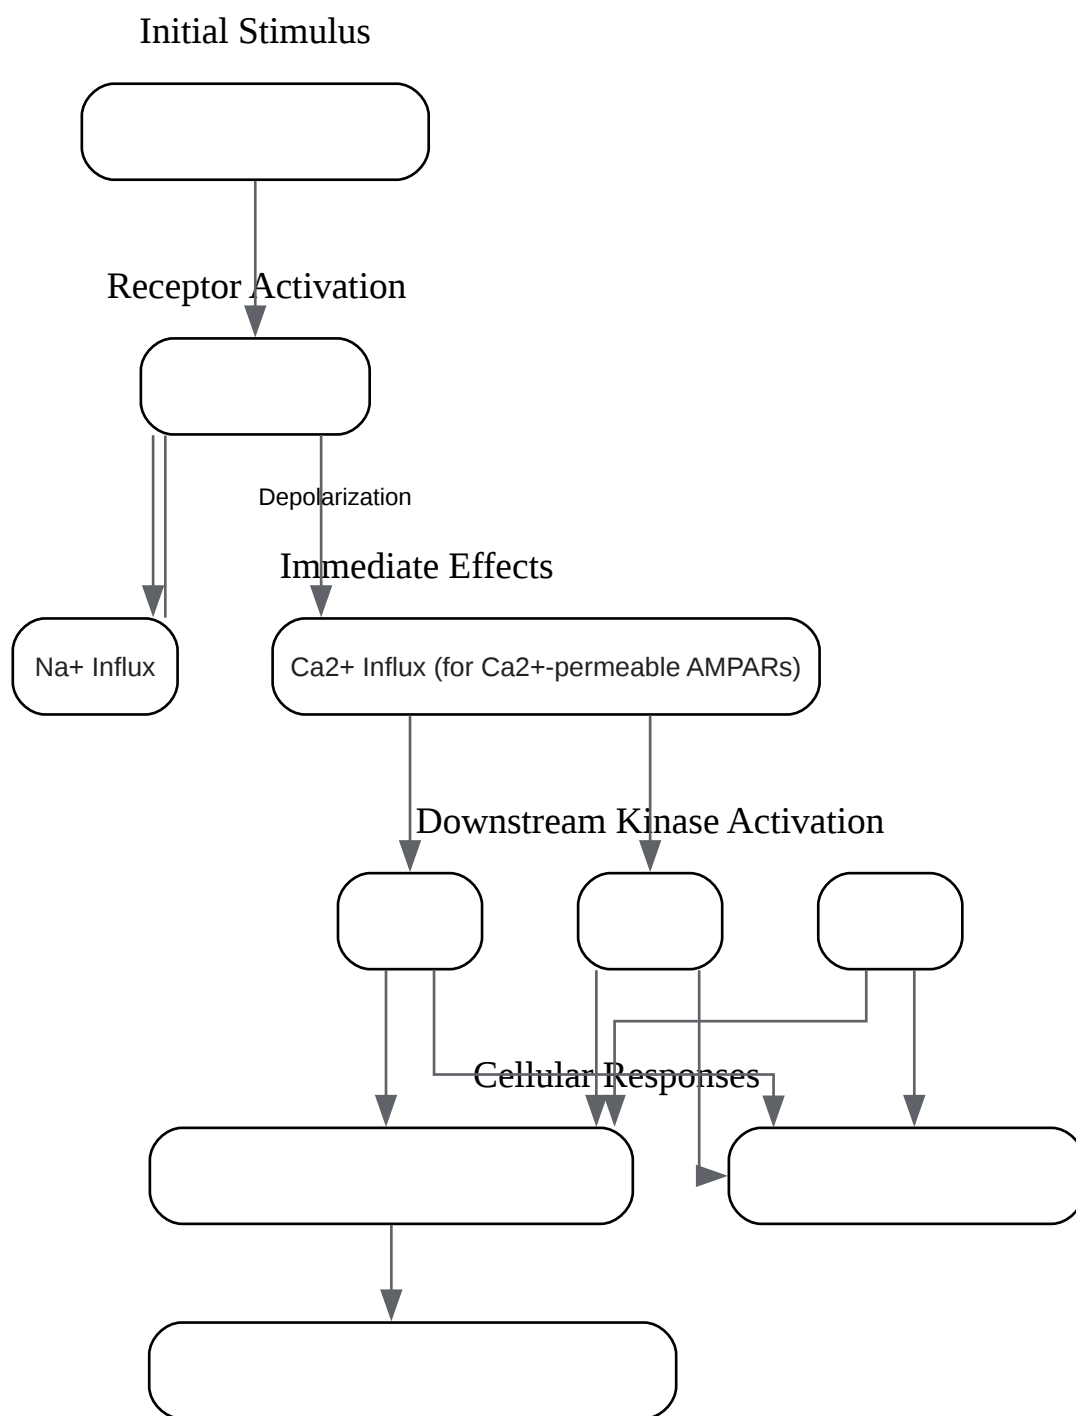 Initial Stimulus
Receptor Activation
Depolarization
Immediate Effects
Na+ Influx
Ca2+ Influx (for Ca2+-permeable AMPARs)
Downstream Kinase Activation
Cellular Responses